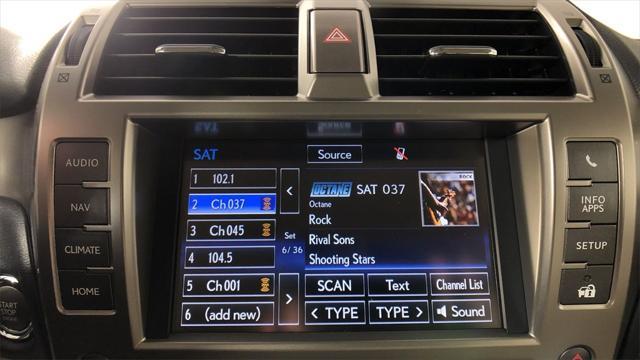 AUDIO
NAV
CLIMATE
HOME
START
STOP
ENGINE
INFO
APPS
SETUP
SAT
Source
1 102.1
2 Ch 037
3 Ch 045
4 104.5
5 Ch 001
6 (add new)
<
Set
6/36
>
OCTANE SAT 037
Octane
Rock
Rival Sons
Shooting Stars
ROCK
SCAN Text Channel List
< TYPE TYPE > Sound